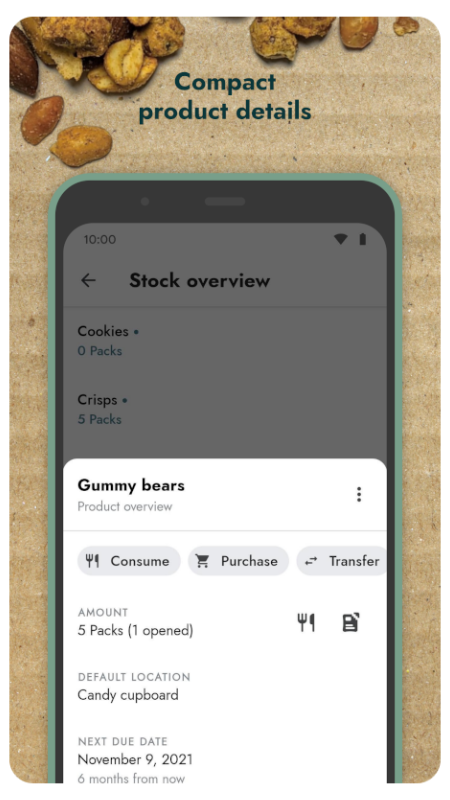 Compact
product details
10:00
Stock overview
Cookies •
0 Packs
Crisps •
5 Packs
Gummy bears
Product overview
Consume
Purchase
Transfer
AMOUNT
5 Packs (1 opened)
DEFAULT LOCATION
Candy cupboard
NEXT DUE DATE
November 9, 2021
6 months from now